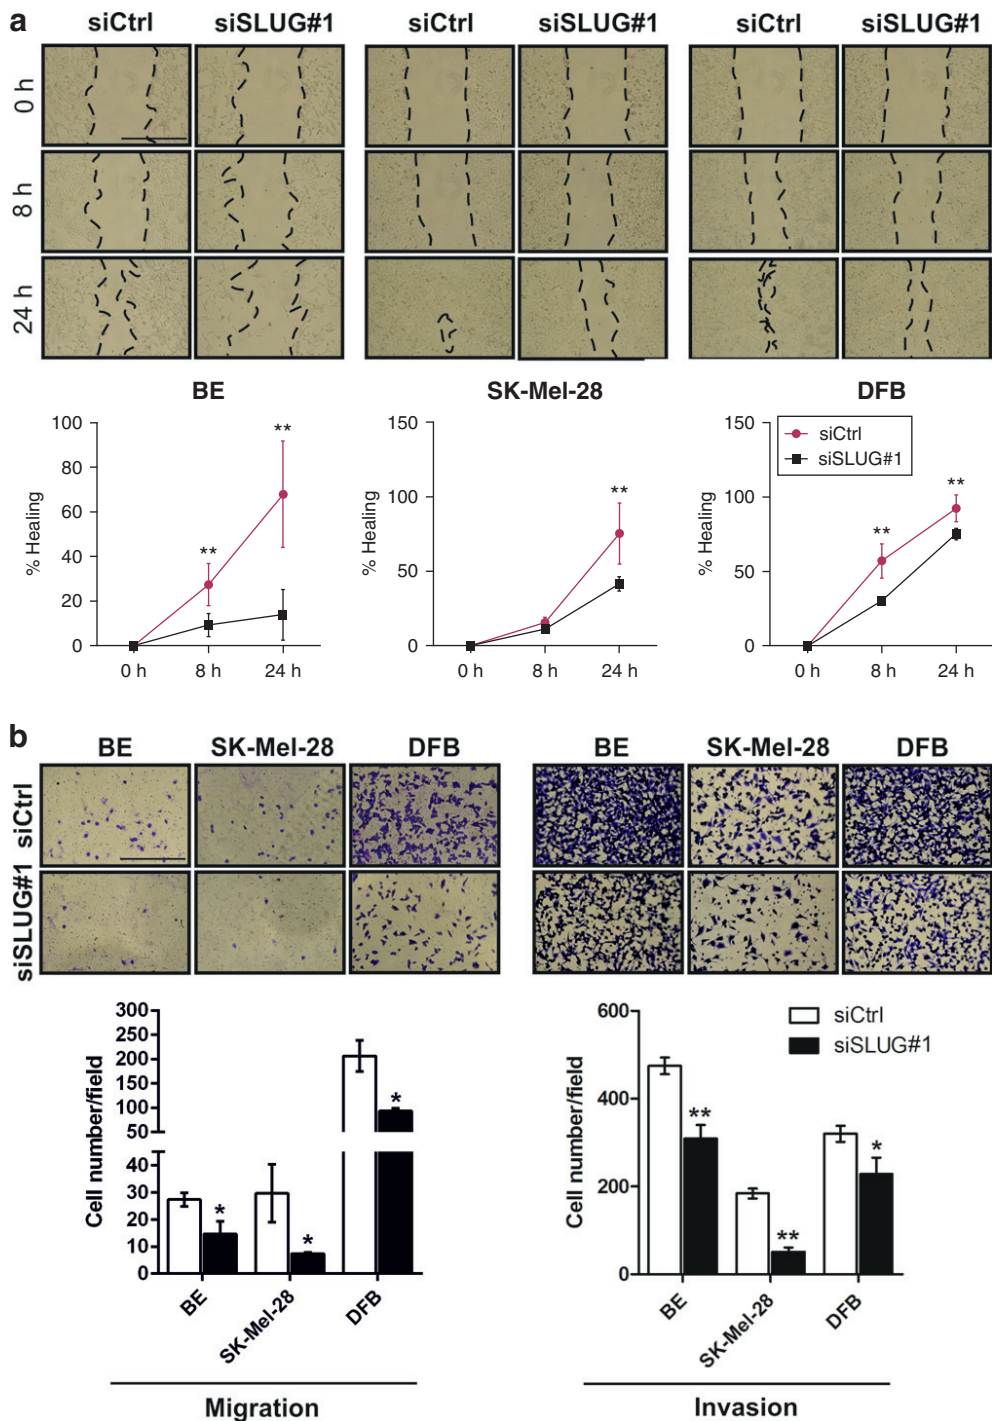 a
siCtrl siSLUG#1 siCtrl siSLUG#1 siCtrl siSLUG#1
0 h
8 h
24 h
BE SK-Mel-28 DFB
% Healing
100
80
60
40
20
0
0 h 8 h 24 h
** **
% Healing
150
100
50
0
0 h 8 h 24 h
**
% Healing
150
100
50
0
0 h 8 h 24 h
** **
siCtrl
siSLUG#1
b
BE SK-Mel-28 DFB BE SK-Mel-28 DFB
siCtrl
siSLUG#1
Cell number/field
300
250
200
150
100
50
40
30
20
10
0
* * *
BE SK-Mel-28 DFB
Migration
Cell number/field
600
400
200
0
** ** *
siCtrl
siSLUG#1
BE SK-Mel-28 DFB
Invasion